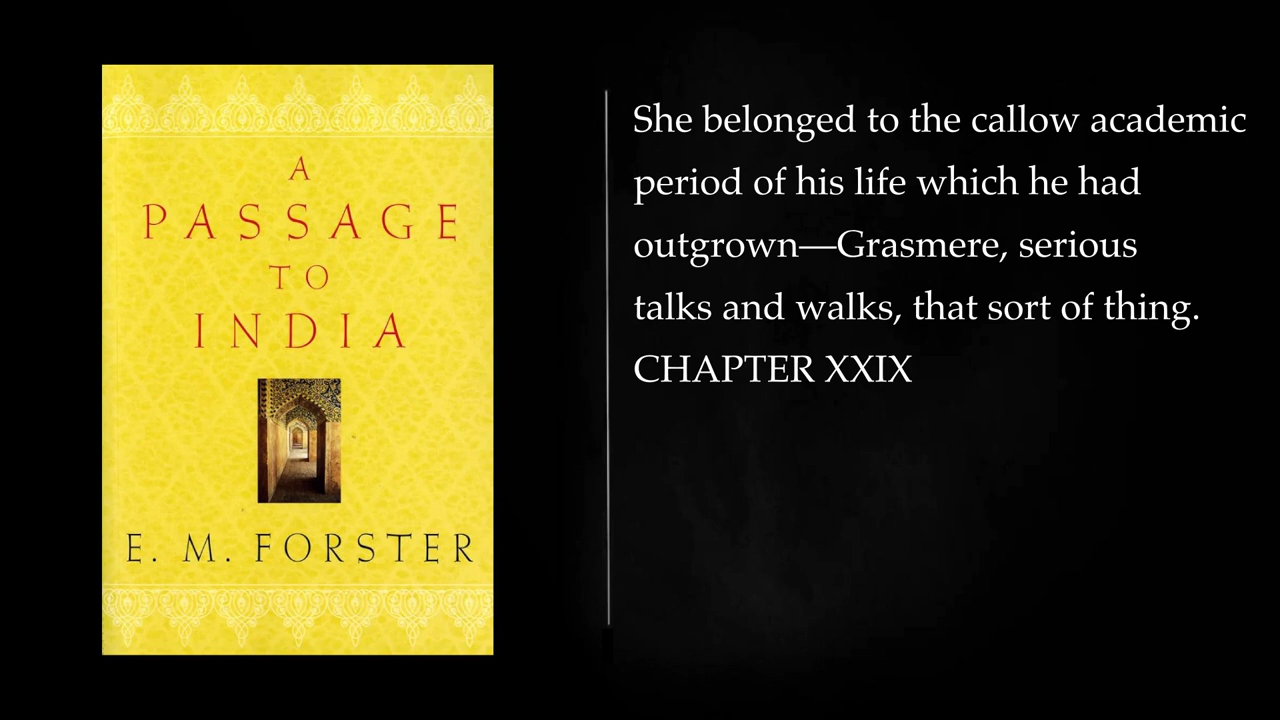 A
PASSAGE
TO
INDIA
E. M. FORSTER
She belonged to the callow academic
period of his life which he had
outgrown—Grasmere, serious
talks and walks, that sort of thing.
CHAPTER XXIX